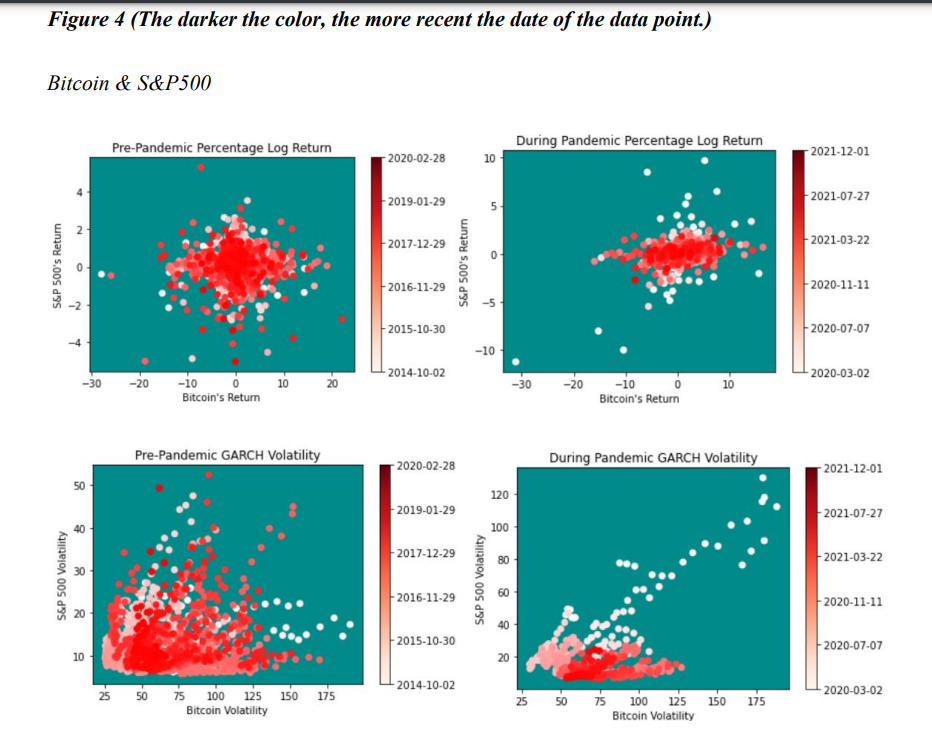 Figure 4 (The darker the color, the more recent the date of the data point.)
Bitcoin & S&P500
Pre-Pandemic Percentage Log Return
S&P 500's Return
4
2
0
−2
−4
−30 −20 −10 0 10 20
Bitcoin's Return
2020-02-28
2019-01-29
2017-12-29
2016-11-29
2015-10-30
2014-10-02
During Pandemic Percentage Log Return
S&P 500's Return
10
5
0
−5
−10
−30 −20 −10 0 10
Bitcoin's Return
2021-12-01
2021-07-27
2021-03-22
2020-11-11
2020-07-07
2020-03-02
Pre-Pandemic GARCH Volatility
S&P 500 Volatility
50
40
30
20
10
25 50 75 100 125 150 175
Bitcoin Volatility
2020-02-28
2019-01-29
2017-12-29
2016-11-29
2015-10-30
2014-10-02
During Pandemic GARCH Volatility
S&P 500 Volatility
120
100
80
60
40
20
25 50 75 100 125 150 175
Bitcoin Volatility
2021-12-01
2021-07-27
2021-03-22
2020-11-11
2020-07-07
2020-03-02